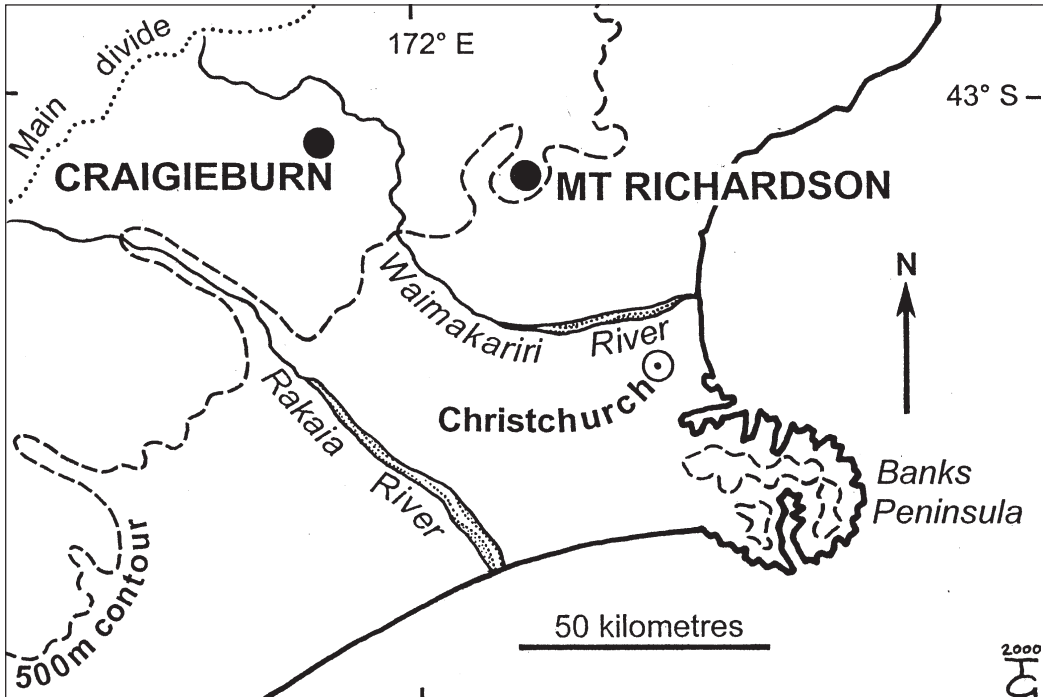 Main divide
172° E
43° S
CRAIGIEBURN
MT RICHARDSON
N
Waimakariri River
Christchurch
Rakaia River
Banks
Peninsula
500m contour
50 kilometres
2000